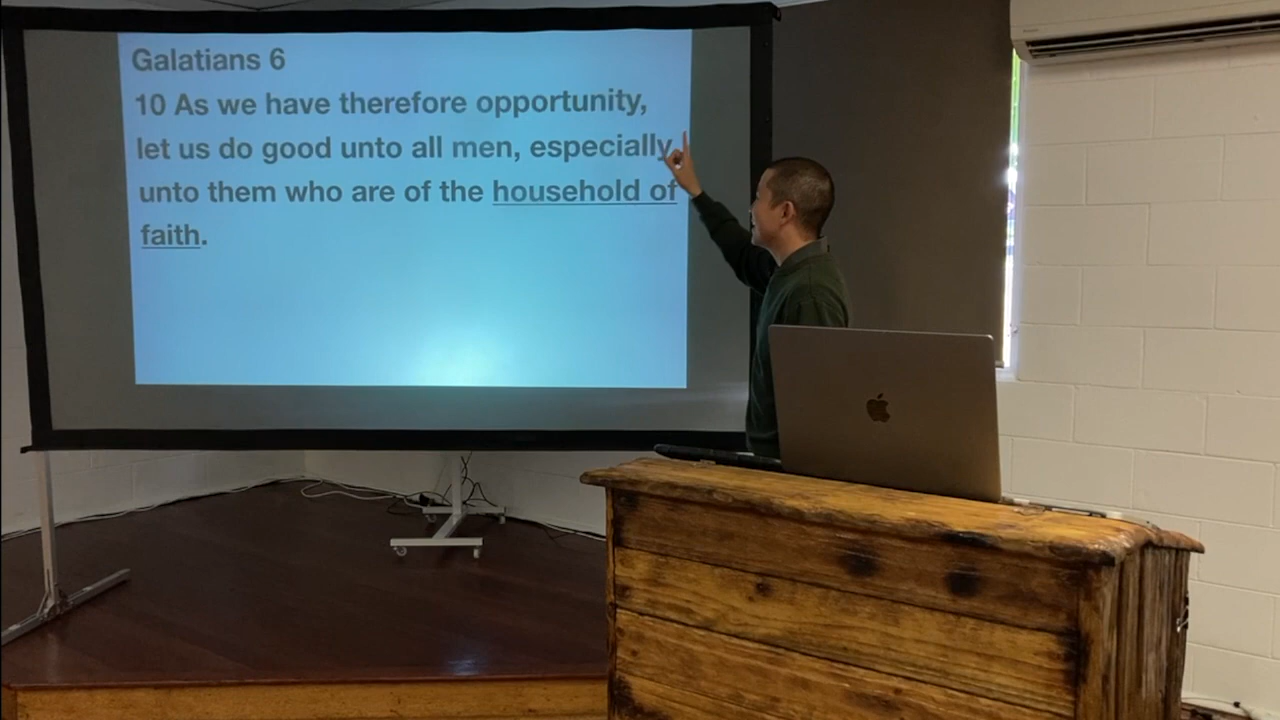 Galatians 6
10 As we have therefore opportunity,
let us do good unto all men, especially
unto them who are of the household of
faith.